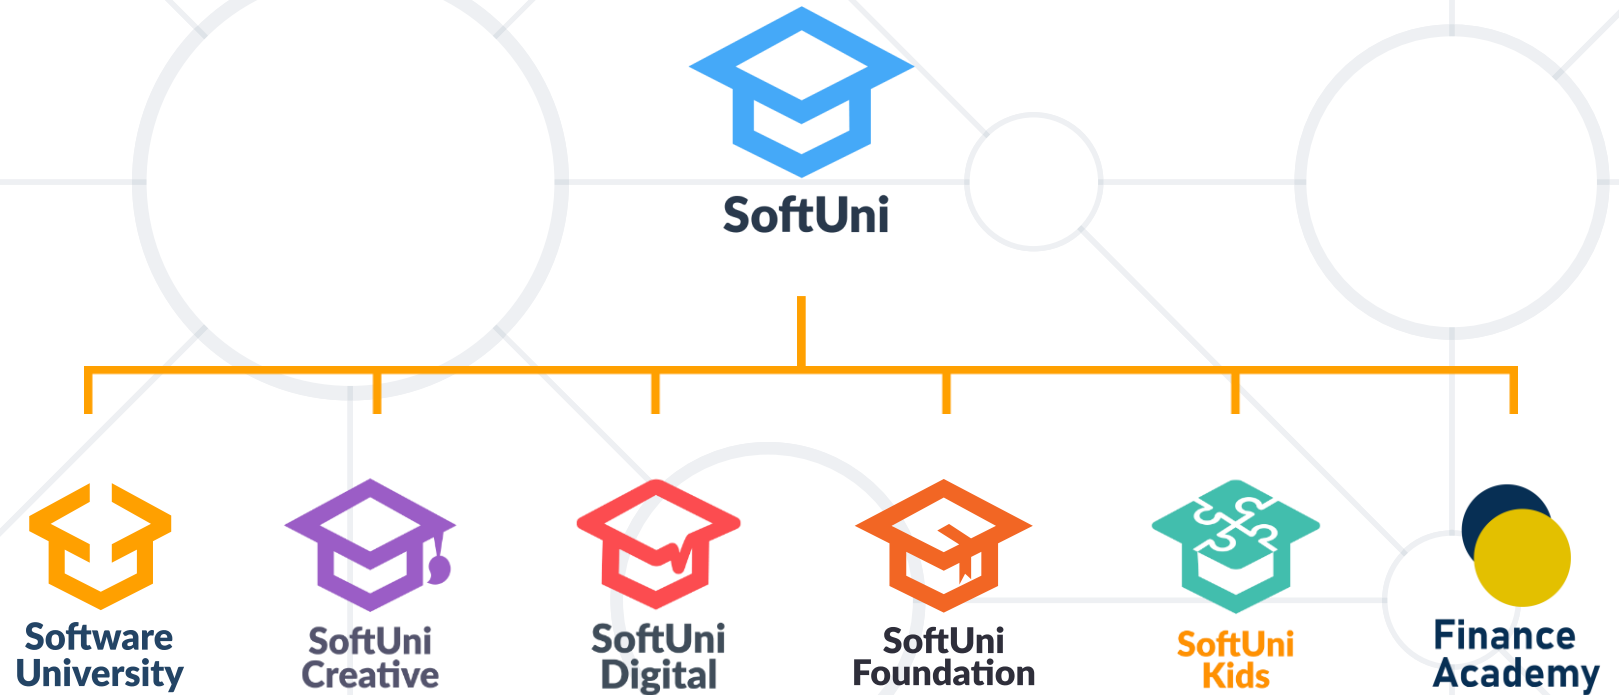 SoftUni
Software
University
SoftUni
Creative
SoftUni
Digital
SoftUni
Foundation
SoftUni
Kids
Finance
Academy